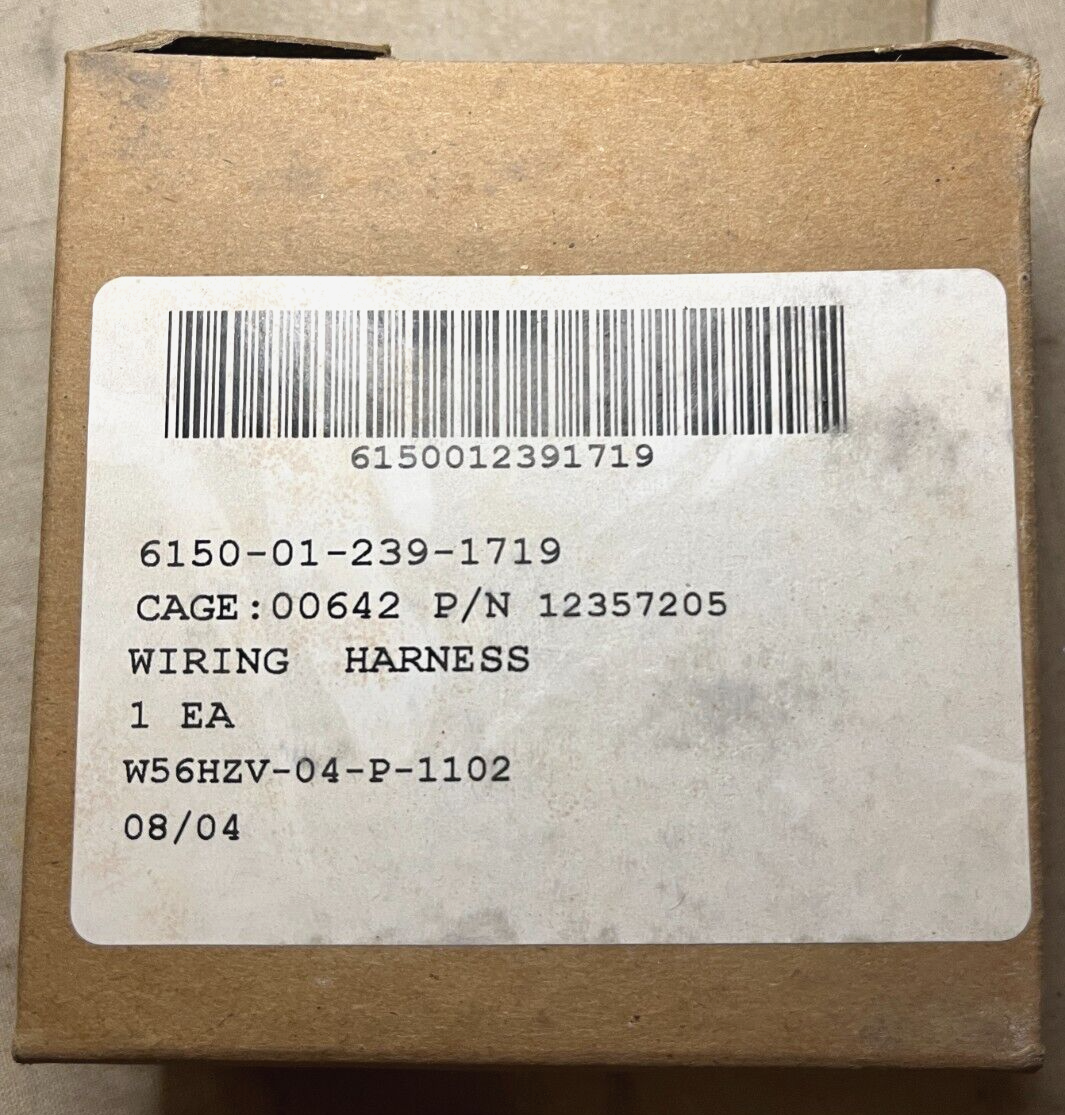 6150012391719
6150-01-239-1719
CAGE:00642 P/N 12357205
WIRING HARNESS
1 EA
W56HZV-04-P-1102
08/04